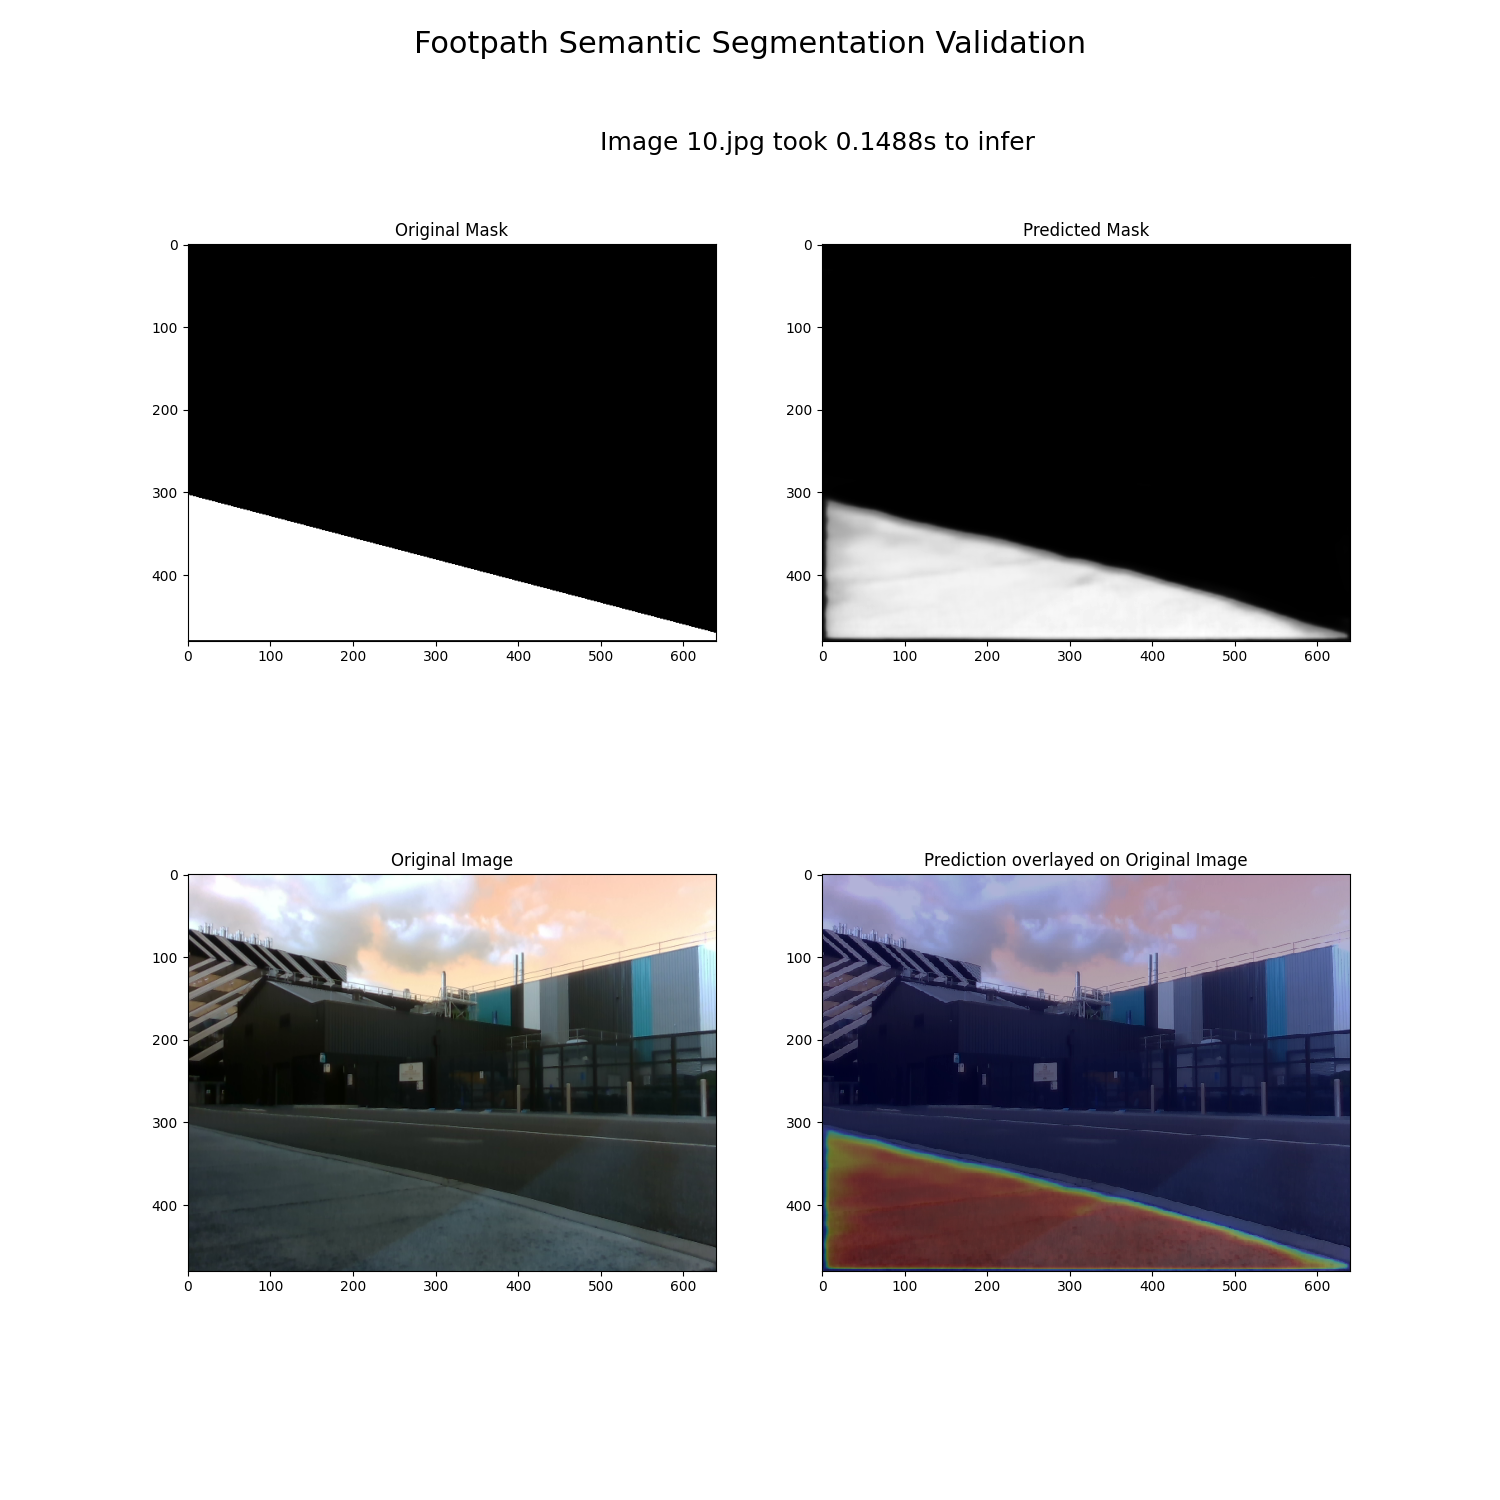 Footpath Semantic Segmentation Validation
Image 10.jpg took 0.1488s to infer
Original Mask
0
100
200
300
400
0 100 200 300 400 500 600
Predicted Mask
0
100
200
300
400
0 100 200 300 400 500 600
Original Image
0
100
200
300
400
0 100 200 300 400 500 600
Prediction overlayed on Original Image
0
100
200
300
400
0 100 200 300 400 500 600